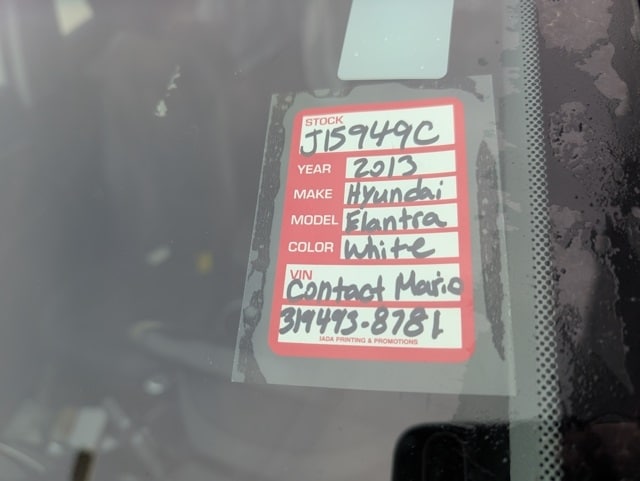 STOCK
J15949C
YEAR 2013
MAKE Hyundai
MODEL Elantra
COLOR White
VIN
Contact Mario
319493-8781
IADA PRINTING & PROMOTIONS